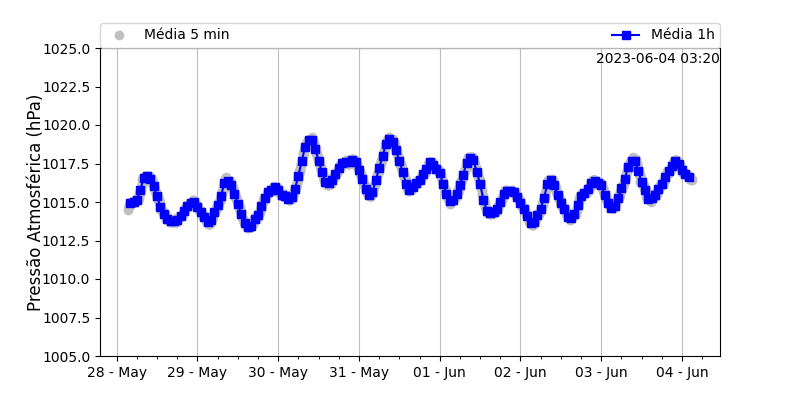 Média 5 min
Média 1h
2023-06-04 03:20
Pressão Atmosférica (hPa)
1025.0
1022.5
1020.0
1017.5
1015.0
1012.5
1010.0
1007.5
1005.0
28 - May
29 - May
30 - May
31 - May
01 - Jun
02 - Jun
03 - Jun
04 - Jun